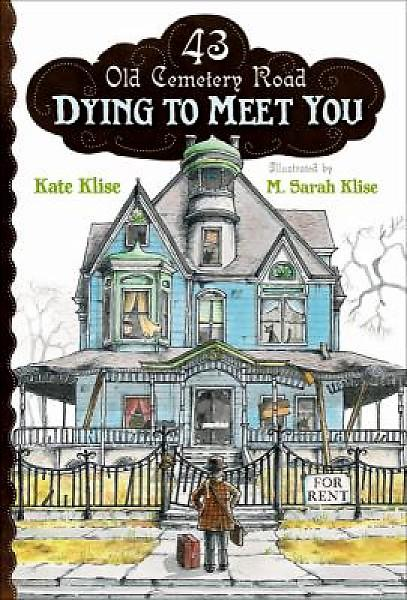 43
Old Cemetery Road
DYING TO MEET YOU
Kate Klise
Illustrated by
M. Sarah Klise
FOR
RENT